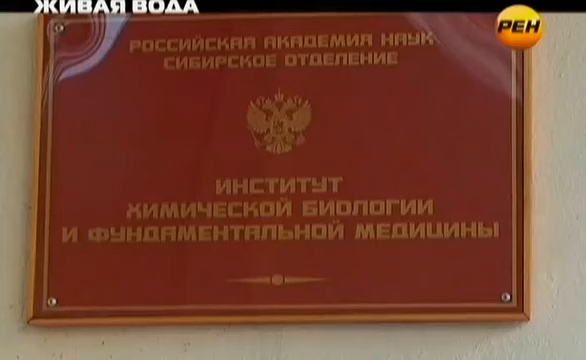 ЖИВАЯ ВОДА
РЕН
РОССИЙСКАЯ АКАДЕМИЯ НАУК
СИБИРСКОЕ ОТДЕЛЕНИЕ
ИНСТИТУТ
ХИМИЧЕСКОЙ БИОЛОГИИ
И ФУНДАМЕНТАЛЬНОЙ МЕДИЦИНЫ